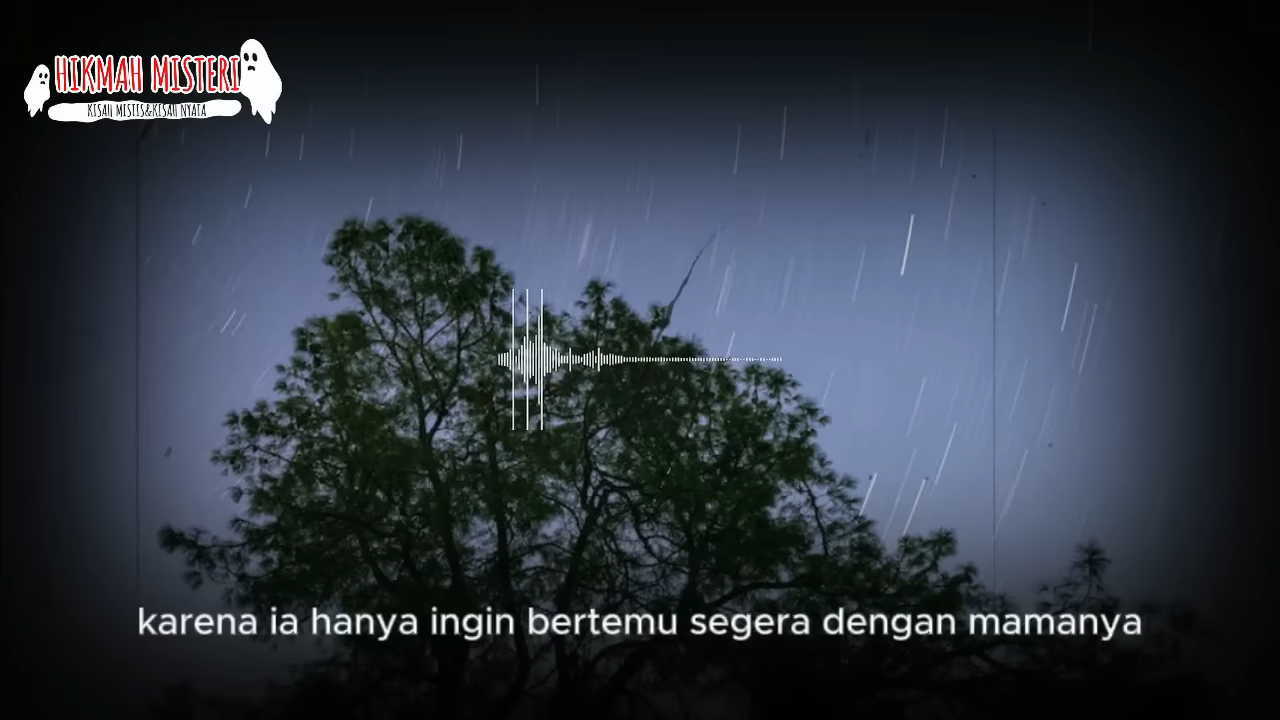 HIKMAH MISTERI
KISAH MISTIS&KISAH NYATA
karena ia hanya ingin bertemu segera dengan mamanya